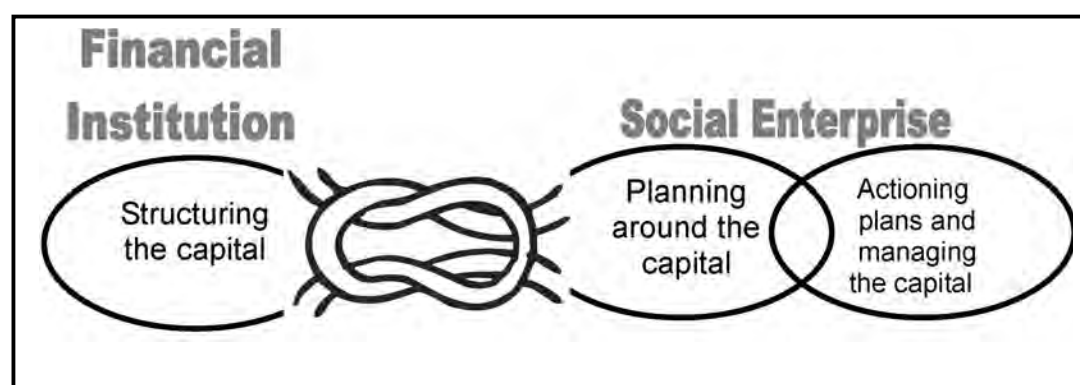 Financial
Institution
Social Enterprise
Structuring
the capital
Planning
around the
capital
Actioning
plans and
managing
the capital